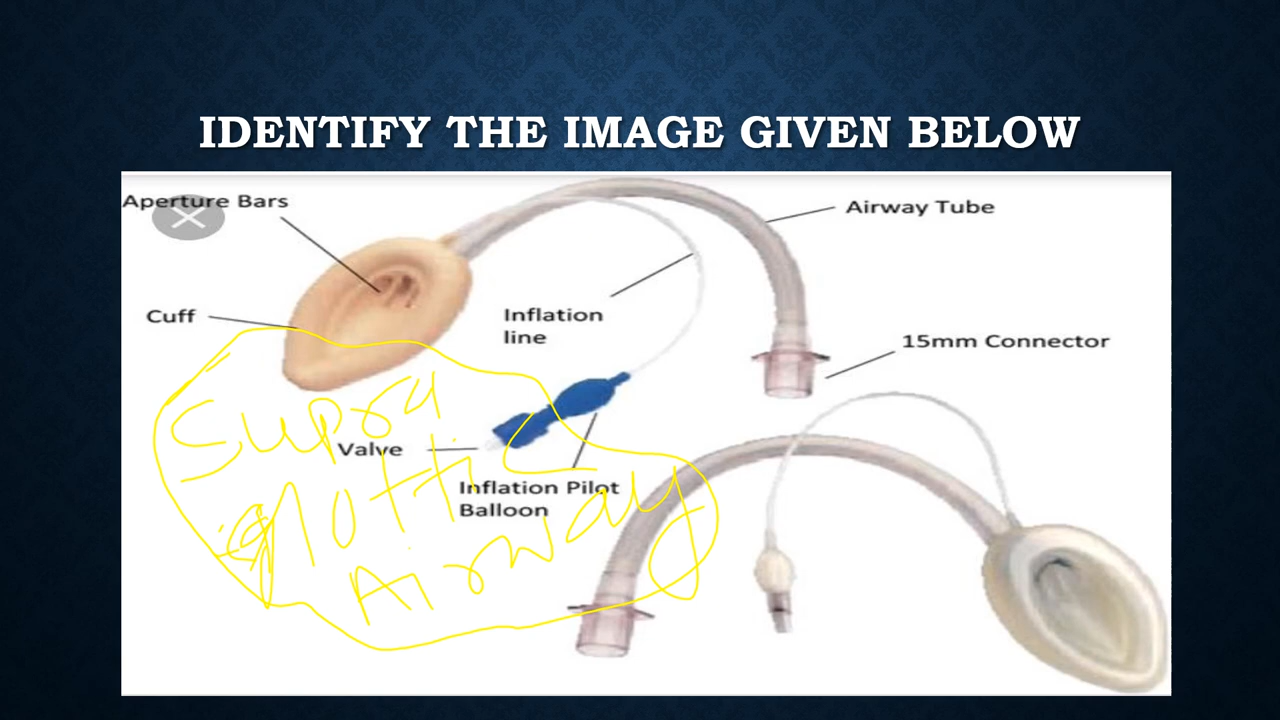 IDENTIFY THE IMAGE GIVEN BELOW
Aperture Bars
Airway Tube
Cuff
Inflation
line
15mm Connector
Supra
Valve
glottic
Inflation Pilot
Balloon
Airway